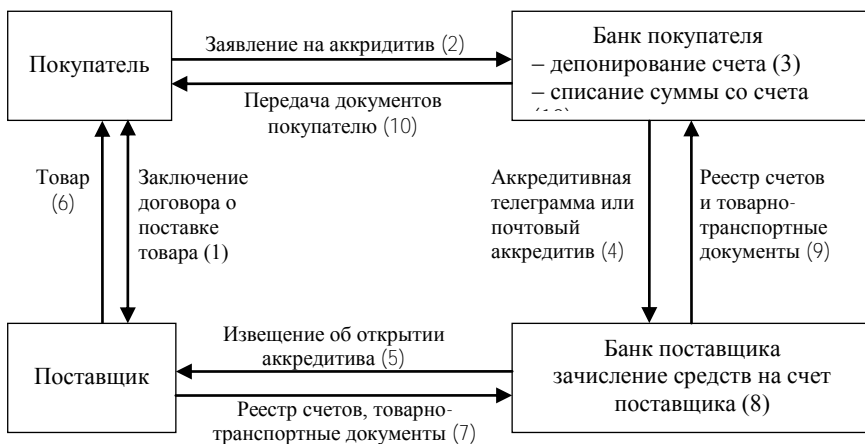 Покупатель
Заявление на аккридитив (2)
Передача документов
покупателю (10)
Банк покупателя
– депонирование счета (3)
– списание суммы со счета
Товар
(6)
Заключение
договора о
поставке
товара (1)
Аккредитивная
телеграмма или
почтовый
аккредитив (4)
Реестр счетов
и товарно-
транспортные
документы (9)
Поставщик
Извещение об открытии
аккредитива (5)
Реестр счетов, товарно-
транспортные документы (7)
Банк поставщика
зачисление средств на счет
поставщика (8)